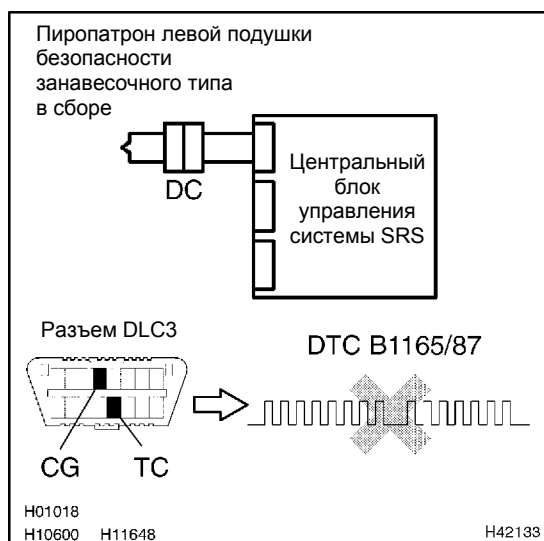 Пиропатрон левой подушки
безопасности
занавесочного типа
в сборе
DC
Центральный
блок
управления
системы SRS
Разъем DLC3
DTC B1165/87
CG
TC
H01018
H10600 H11648
H42133